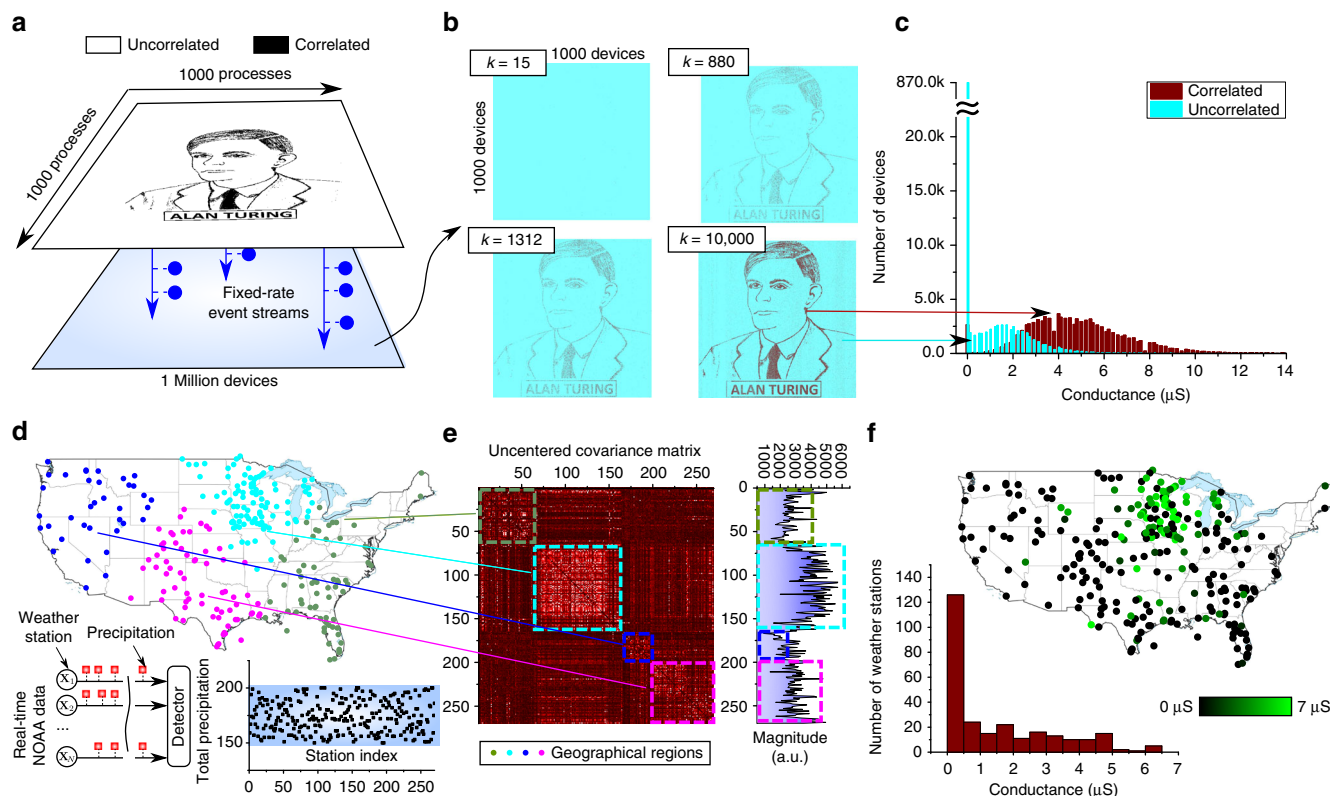 a
Uncorrelated
Correlated
1000 processes
1000 processes
ALAN TURING
Fixed-rate
event streams
1 Million devices
b
1000 devices
1000 devices
k = 15
k = 880
ALAN TURING
k = 1312
ALAN TURING
k = 10,000
ALAN TURING
c
Correlated
Uncorrelated
870.0k
20.0k
15.0k
10.0k
5.0k
0.0
Number of devices
0 2 4 6 8 10 12 14
Conductance (μS)
d
Weather
station
Precipitation
Real-time
NOAA data
X1
X2
...
XN
Detector
Total precipitation
200
150
Station index
0 50 100 150 200 250
e
Uncentered covariance matrix
50 100 150 200 250
50
100
150
200
250
Geographical regions
1000 2000 3000 4000 5000 6000
0
50
100
150
200
250
Magnitude
(a.u.)
f
Number of weather stations
140
120
100
80
60
40
20
0
0 1 2 3 4 5 6 7
Conductance (μS)
0 μS
7 μS